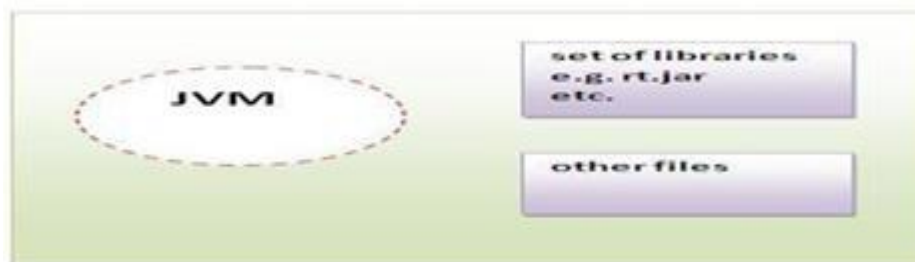 JVM
set of libraries
e.g. rt.jar
etc.
other files